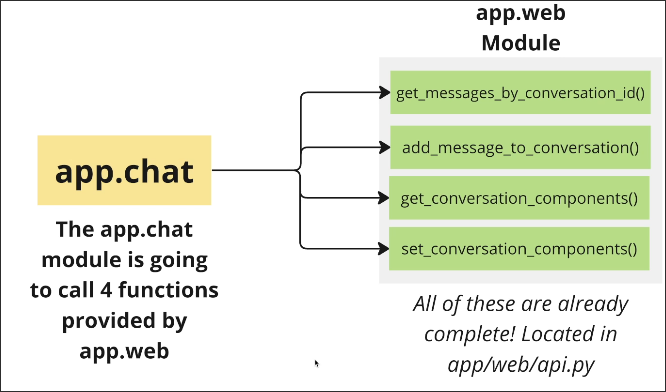 app.web
Module
get_messages_by_conversation_id()
add_message_to_conversation()
get_conversation_components()
set_conversation_components()
app.chat
The app.chat
module is going
to call 4 functions
provided by
app.web
All of these are already
complete! Located in
app/web/api.py